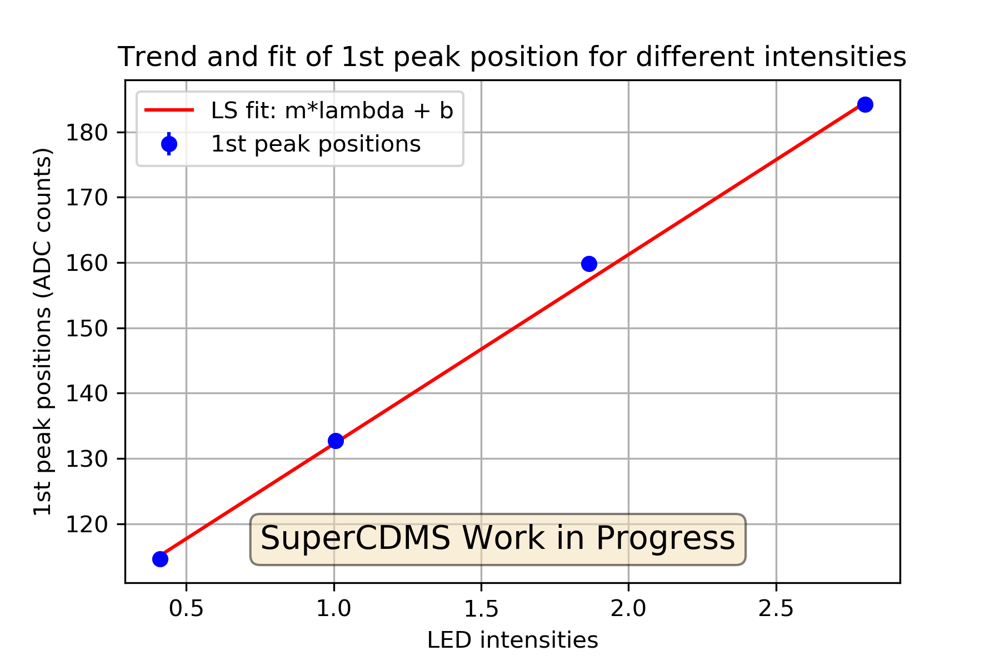 Trend and fit of 1st peak position for different intensities
LS fit: m*lambda + b
1st peak positions
180
170
160
150
140
130
120
1st peak positions (ADC counts)
SuperCDMS Work in Progress
0.5 1.0 1.5 2.0 2.5
LED intensities